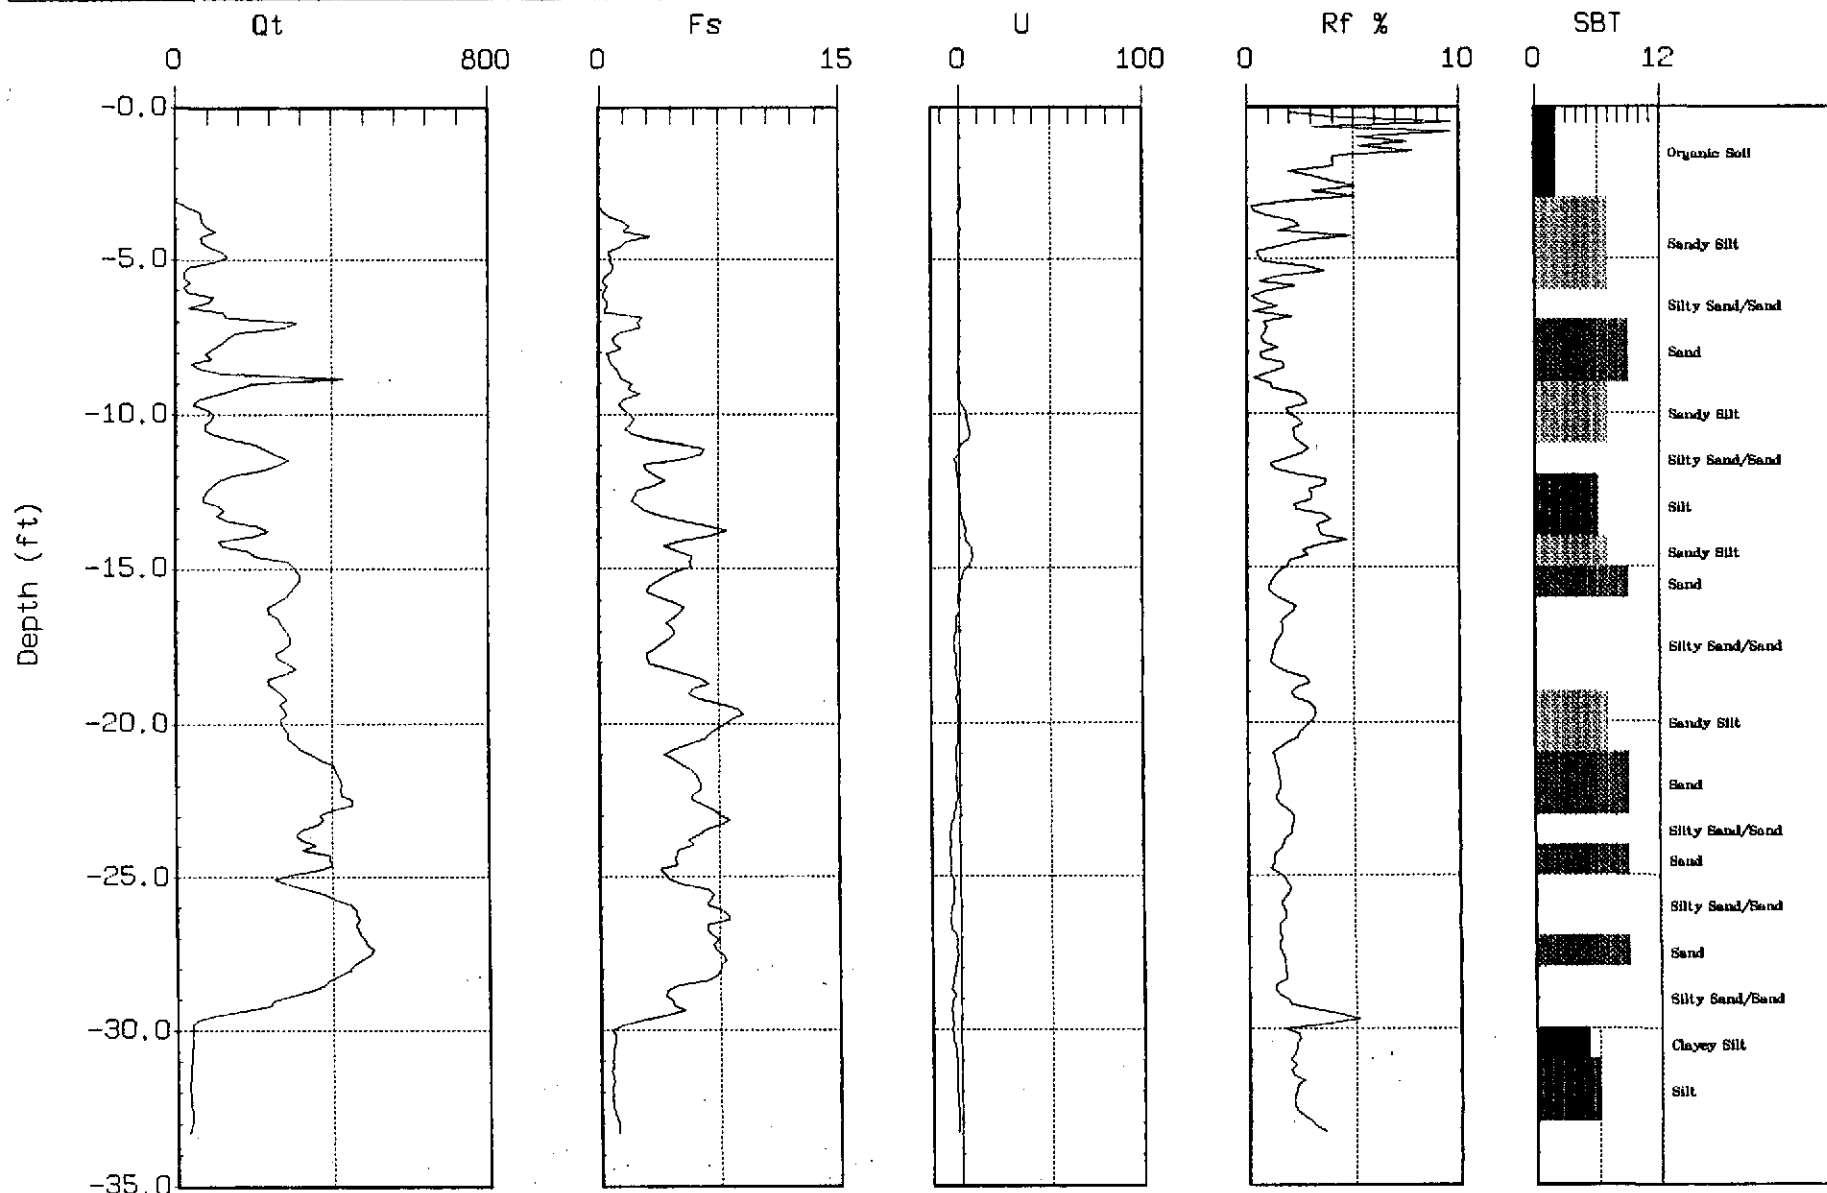 Qt Fs U Rf % SBT
0 800 0 15 0 100 0 10 0 12
-0.0
Organic Soil
Sandy Silt
-5.0
Silty Sand/Sand
Sand
-10.0
Sandy Silt
Silty Sand/Sand
Silt
Sandy Silt
-15.0
Sand
Depth (ft)
Silty Sand/Sand
-20.0
Sandy Silt
Sand
Silty Sand/Sand
Sand
-25.0
Silty Sand/Sand
Sand
Silty Sand/Sand
-30.0
Clayey Silt
Silt
-35.0